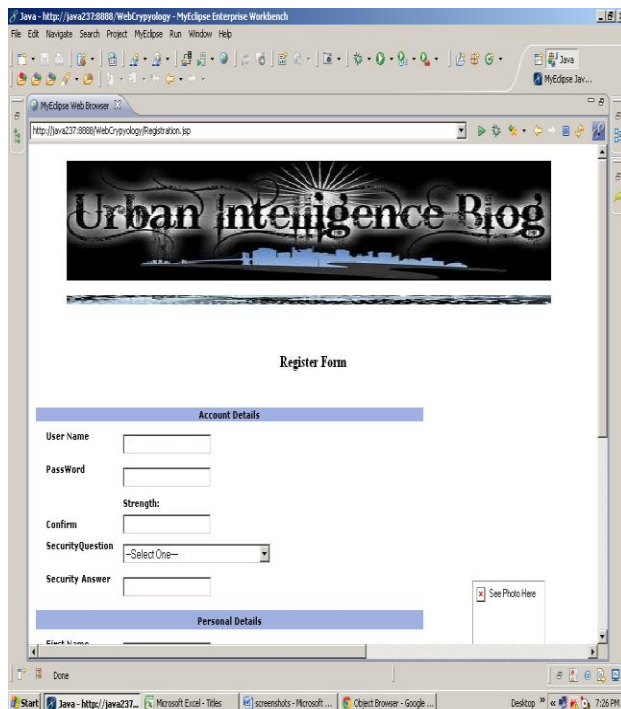 Java - http://java237:8888/WebCrypyology - MyEclipse Enterprise Workbench
File Edit Navigate Search Project MyEclipse Run Window Help
Java
MyEclipse Jav...
MyEclipse Web Browser
http://java237:8888/WebCrypyology/Registration.jsp
Urban Intelligence Blog
Register Form
Account Details
User Name
PassWord
Strength:
Confirm
SecurityQuestion
--Select One--
Security Answer
See Photo Here
Personal Details
First Name
Done
Start Java - http://java237... Microsoft Excel - Titles screenshots - Microsoft ... Object Browser - Google ... Desktop » « 7:26 PM